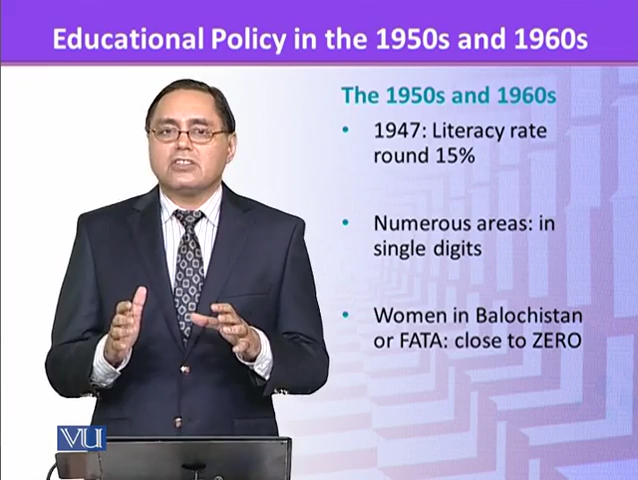 Educational Policy in the 1950s and 1960s
The 1950s and 1960s
• 1947: Literacy rate
round 15%
• Numerous areas: in
single digits
• Women in Balochistan
or FATA: close to ZERO
VU